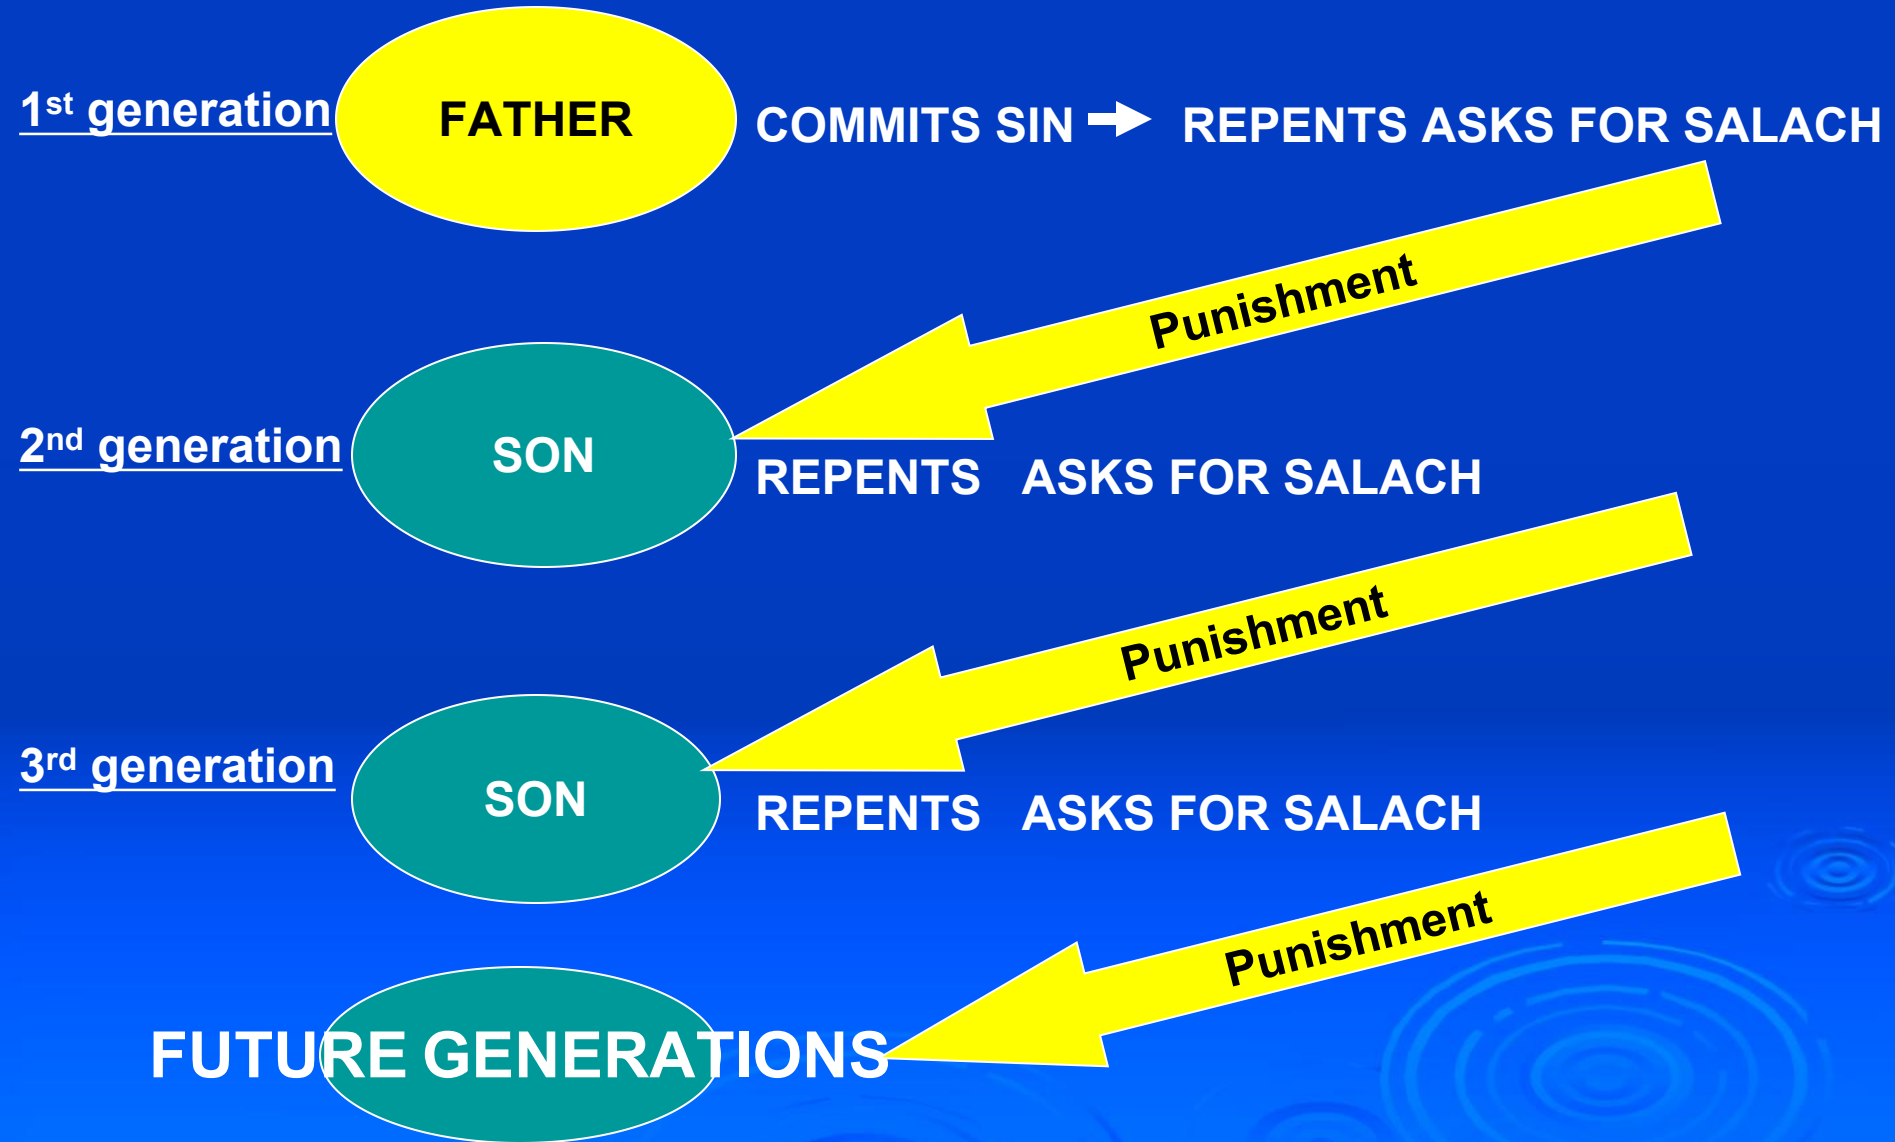 1st generation FATHER COMMITS SIN REPENTS ASKS FOR SALACH
Punishment
2nd generation SON REPENTS ASKS FOR SALACH
Punishment
3rd generation SON REPENTS ASKS FOR SALACH
Punishment
FUTURE GENERATIONS